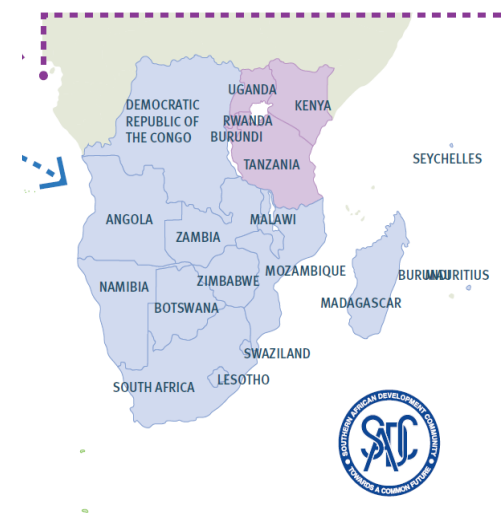 UGANDA
KENYA
DEMOCRATIC
REPUBLIC OF
THE CONGO
RWANDA
BURUNDI
TANZANIA
SEYCHELLES
ANGOLA
MALAWI
ZAMBIA
MOZAMBIQUE
NAMIBIA
ZIMBABWE
BOTSWANA
MADAGASCAR
BURUNDI
MAURITIUS
SWAZILAND
LESOTHO
SOUTH AFRICA
SOUTHERN AFRICAN DEVELOPMENT COMMUNITY
SADC
TOWARDS A COMMON FUTURE